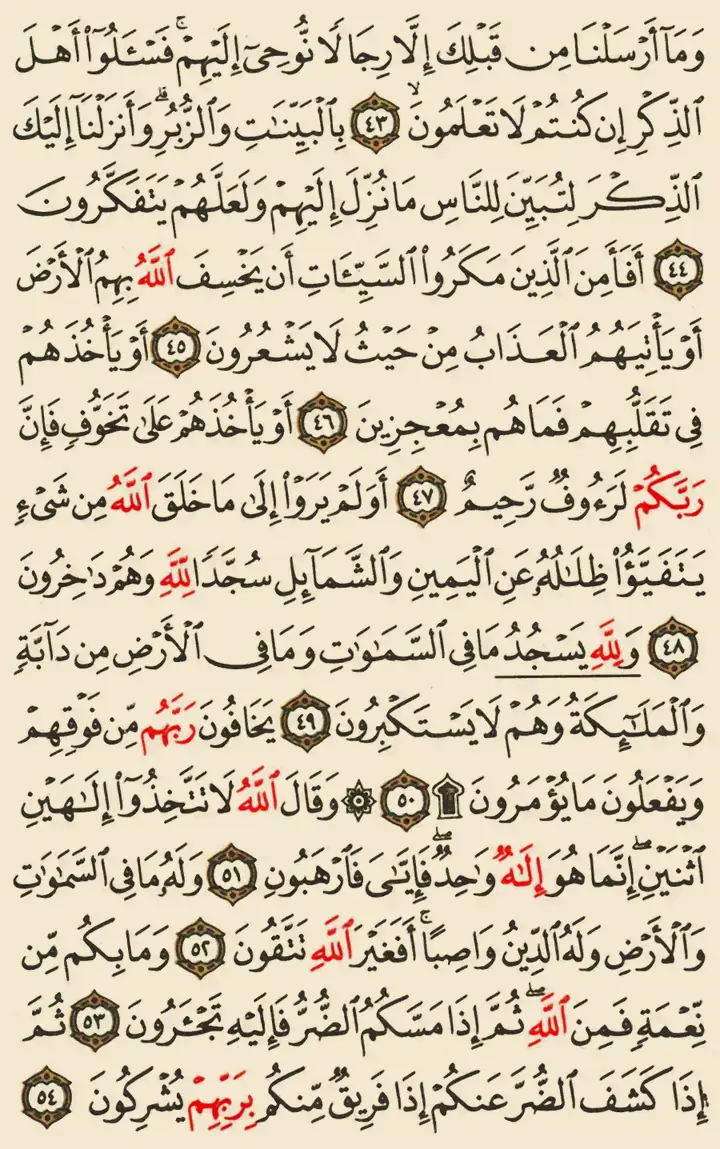 وَمَآ أَرۡسَلۡنَا مِن قَبۡلِكَ إِلَّا رِجَالٗا نُّوحِيٓ إِلَيۡهِمۡۚ فَسۡـَٔلُوٓاْ أَهۡلَ
ٱلذِّكۡرِ إِن كُنتُمۡ لَا تَعۡلَمُونَ ٤٣ بِٱلۡبَيِّنَٰتِ وَٱلزُّبُرِۗ وَأَنزَلۡنَآ إِلَيۡكَ
ٱلذِّكۡرَ لِتُبَيِّنَ لِلنَّاسِ مَا نُزِّلَ إِلَيۡهِمۡ وَلَعَلَّهُمۡ يَتَفَكَّرُونَ
٤٤ أَفَأَمِنَ ٱلَّذِينَ مَكَرُواْ ٱلسَّيِّـَٔاتِ أَن يَخۡسِفَ ٱللَّهُ بِهِمُ ٱلۡأَرۡضَ
أَوۡ يَأۡتِيَهُمُ ٱلۡعَذَابُ مِنۡ حَيۡثُ لَا يَشۡعُرُونَ ٤٥ أَوۡ يَأۡخُذَهُمۡ
فِي تَقَلُّبِهِمۡ فَمَا هُم بِمُعۡجِزِينَ ٤٦ أَوۡ يَأۡخُذَهُمۡ عَلَىٰ تَخَوُّفٖ فَإِنَّ
رَبَّكُمۡ لَرَءُوفٞ رَّحِيمٌ ٤٧ أَوَلَمۡ يَرَوۡاْ إِلَىٰ مَا خَلَقَ ٱللَّهُ مِن شَيۡءٖ
يَتَفَيَّؤُاْ ظِلَٰلُهُۥ عَنِ ٱلۡيَمِينِ وَٱلشَّمَآئِلِ سُجَّدٗا لِّلَّهِ وَهُمۡ دَٰخِرُونَ
٤٨ وَلِلَّهِ يَسۡجُدُۤ مَا فِي ٱلسَّمَٰوَٰتِ وَمَا فِي ٱلۡأَرۡضِ مِن دَآبَّةٖ
وَٱلۡمَلَٰٓئِكَةُ وَهُمۡ لَا يَسۡتَكۡبِرُونَ ٤٩ يَخَافُونَ رَبَّهُم مِّن فَوۡقِهِمۡ
وَيَفۡعَلُونَ مَا يُؤۡمَرُونَ ۩ ٥٠ ۞ وَقَالَ ٱللَّهُ لَا تَتَّخِذُوٓاْ إِلَٰهَيۡنِ
ٱثۡنَيۡنِۖ إِنَّمَا هُوَ إِلَٰهٞ وَٰحِدٞۖ فَإِيَّٰيَ فَٱرۡهَبُونِ ٥١ وَلَهُۥ مَا فِي ٱلسَّمَٰوَٰتِ
وَٱلۡأَرۡضِ وَلَهُ ٱلدِّينُ وَاصِبًاۚ أَفَغَيۡرَ ٱللَّهِ تَتَّقُونَ ٥٢ وَمَا بِكُم مِّن
نِّعۡمَةٖ فَمِنَ ٱللَّهِۖ ثُمَّ إِذَا مَسَّكُمُ ٱلضُّرُّ فَإِلَيۡهِ تَجۡـَٔرُونَ ٥٣ ثُمَّ
إِذَا كَشَفَ ٱلضُّرَّ عَنكُمۡ إِذَا فَرِيقٞ مِّنكُم بِرَبِّهِمۡ يُشۡرِكُونَ ٥٤